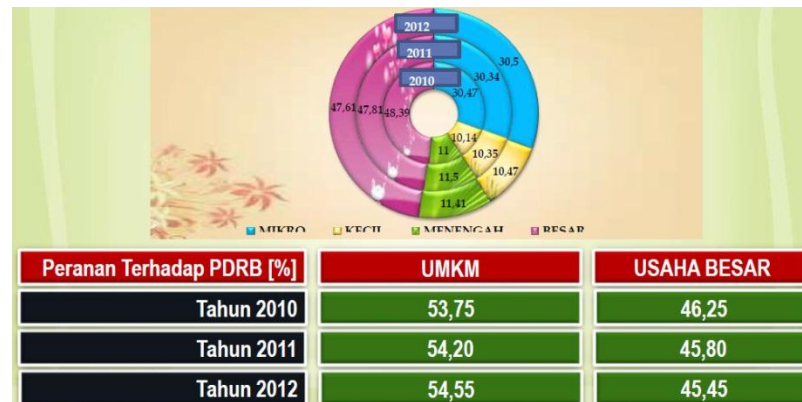 2012
2011
2010
30,5
30,34
30,47
47,61 47,81 48,39
10,14
10,35
10,47
11
11,5
11,41
MIKRO KECIL MENENGAH BESAR
Peranan Terhadap PDRB [%] UMKM USAHA BESAR
Tahun 2010 53,75 46,25
Tahun 2011 54,20 45,80
Tahun 2012 54,55 45,45